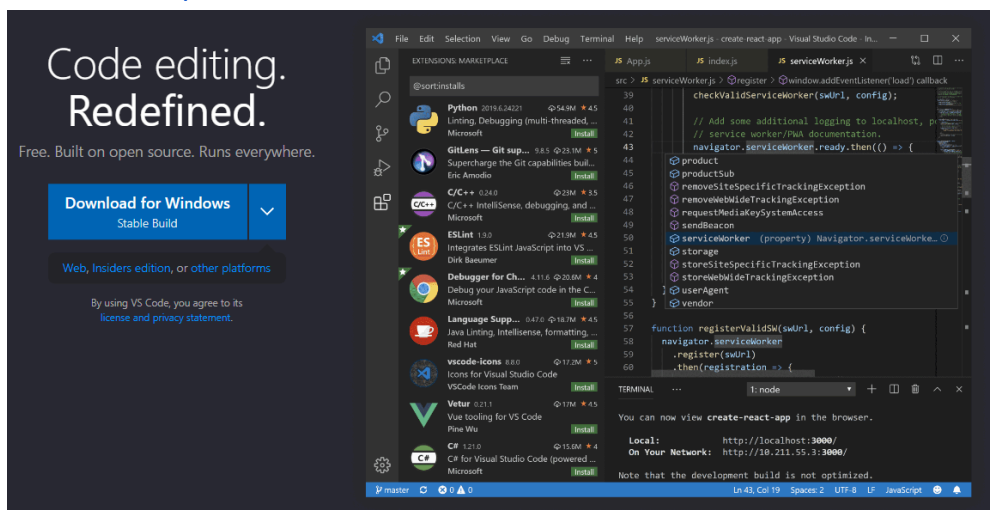 Code editing.
Redefined.
Free. Built on open source. Runs everywhere.
Download for Windows
Stable Build
Web, Insiders edition, or other platforms
By using VS Code, you agree to its
license and privacy statement.
File Edit Selection View Go Debug Terminal Help serviceWorker.js - create-react-app - Visual Studio Code - In...
EXTENSIONS: MARKETPLACE
@sort:installs
Python 2019.6.24221 54.9M ★ 4.5
Linting, Debugging (multi-threaded, ...
Microsoft Install
GitLens — Git sup... 9.8.5 23.1M ★ 5
Supercharge the Git capabilities buil...
Eric Amodio Install
C/C++ C/C++ 0.24.0 23M ★ 3.5
C/C++ IntelliSense, debugging, and ...
Microsoft Install
ES Lint ESLint 1.9.0 21.9M ★ 4.5
Integrates ESLint JavaScript into VS ...
Dirk Baeumer Install
Debugger for Ch... 4.11.6 20.6M ★ 4
Debug your JavaScript code in the C...
Microsoft Install
Language Supp... 0.47.0 18.7M ★ 4.5
Java Linting, Intellisense, formatting, ...
Red Hat Install
vscode-icons 8.8.0 17.2M ★ 5
Icons for Visual Studio Code
VSCode Icons Team Install
Vetur 0.21.1 17M ★ 4.5
Vue tooling for VS Code
Pine Wu Install
C# C# 1.21.0 15.6M ★ 4
C# for Visual Studio Code (powered ...
Microsoft Install
JS App.js JS index.js JS serviceWorker.js ×
src > JS serviceWorker.js > register > window.addEventListener('load') callback
39 checkValidServiceWorker(swUrl, config);
40
41 // Add some additional logging to localhost, p
42 // service worker/PWA documentation.
43 navigator.serviceWorker.ready.then(() => {
44 product
45 productSub
46 removeSiteSpecificTrackingException
47 removeWebWideTrackingException
48 requestMediaKeySystemAccess
49 sendBeacon
50 serviceWorker (property) Navigator.serviceWorke...
51 storage
52 storeSiteSpecificTrackingException
53 storeWebWideTrackingException
54 } userAgent
55 } vendor
56
57 function registerValidSW(swUrl, config) {
58 navigator.serviceWorker
59 .register(swUrl)
60 .then(registration => {
TERMINAL ... 1: node
You can now view create-react-app in the browser.
Local: http://localhost:3000/
On Your Network: http://10.211.55.3:3000/
Note that the development build is not optimized.
master 0 0 Ln 43, Col 19 Spaces: 2 UTF-8 LF JavaScript